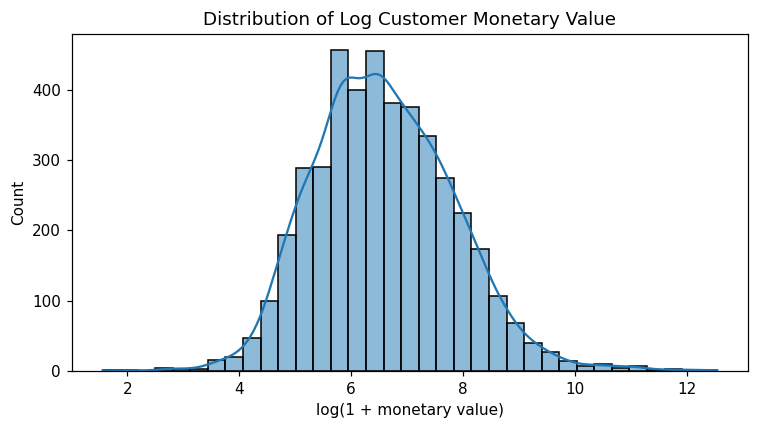 Distribution of Log Customer Monetary Value
Count
400
300
200
100
0
2 4 6 8 10 12
log(1 + monetary value)